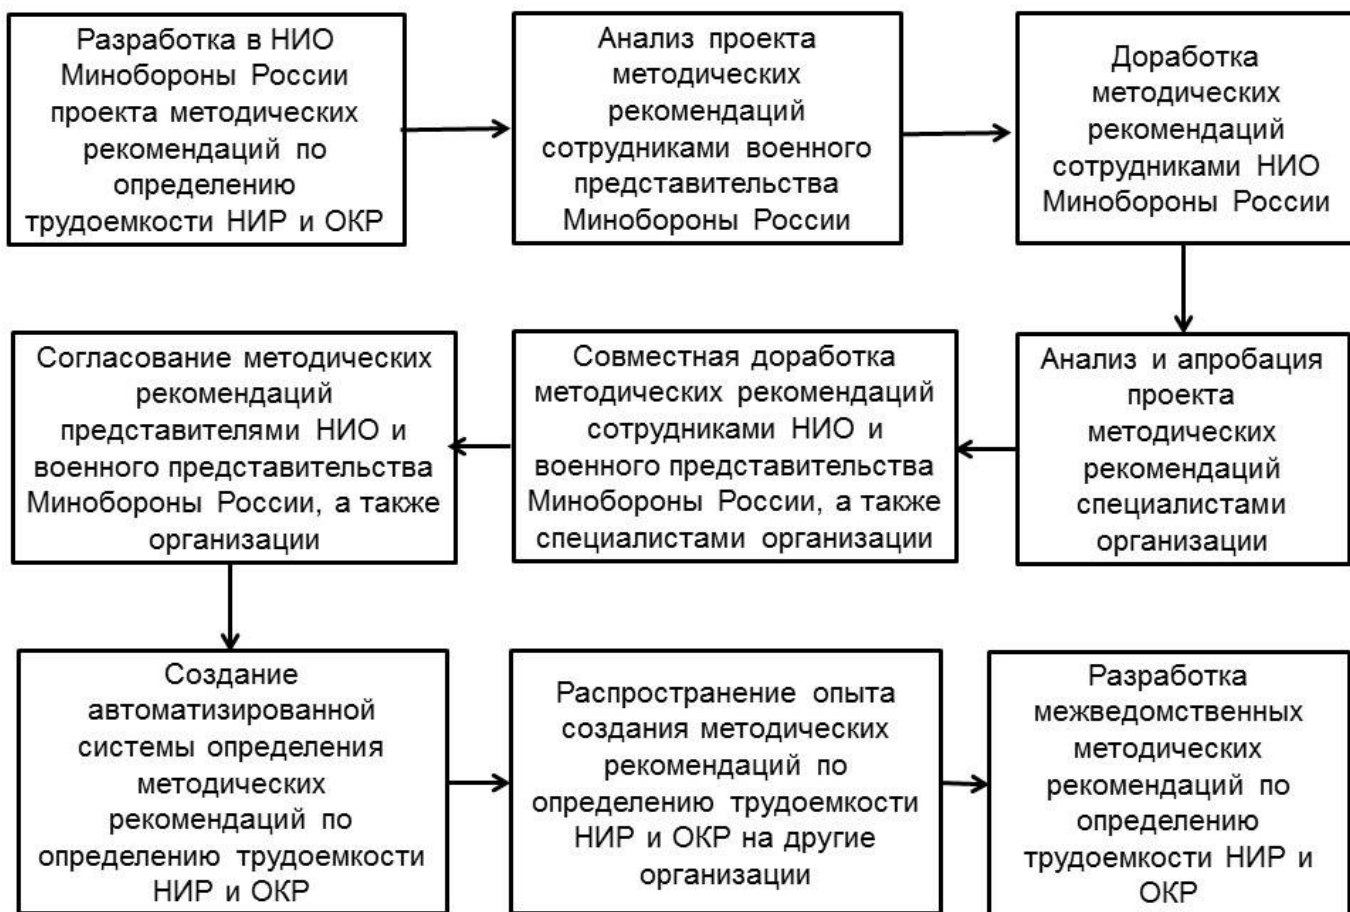 Разработка в НИО
Минобороны России
проекта методических
рекомендаций по
определению
трудоемкости НИР и ОКР
Анализ проекта
методических
рекомендаций
сотрудниками военного
представительства
Минобороны России
Доработка
методических
рекомендаций
сотрудниками НИО
Минобороны России
Анализ и апробация
проекта
методических
рекомендаций
специалистами
организации
Совместная доработка
методических рекомендаций
сотрудниками НИО и
военного представительства
Минобороны России, а также
специалистами организации
Согласование методических
рекомендаций
представителями НИО и
военного представительства
Минобороны России, а также
организации
Создание
автоматизированной
системы определения
методических
рекомендаций по
определению трудоемкости
НИР и ОКР
Распространение опыта
создания методических
рекомендаций по
определению трудоемкости
НИР и ОКР на другие
организации
Разработка
межведомственных
методических
рекомендаций по
определению
трудоемкости НИР и
ОКР